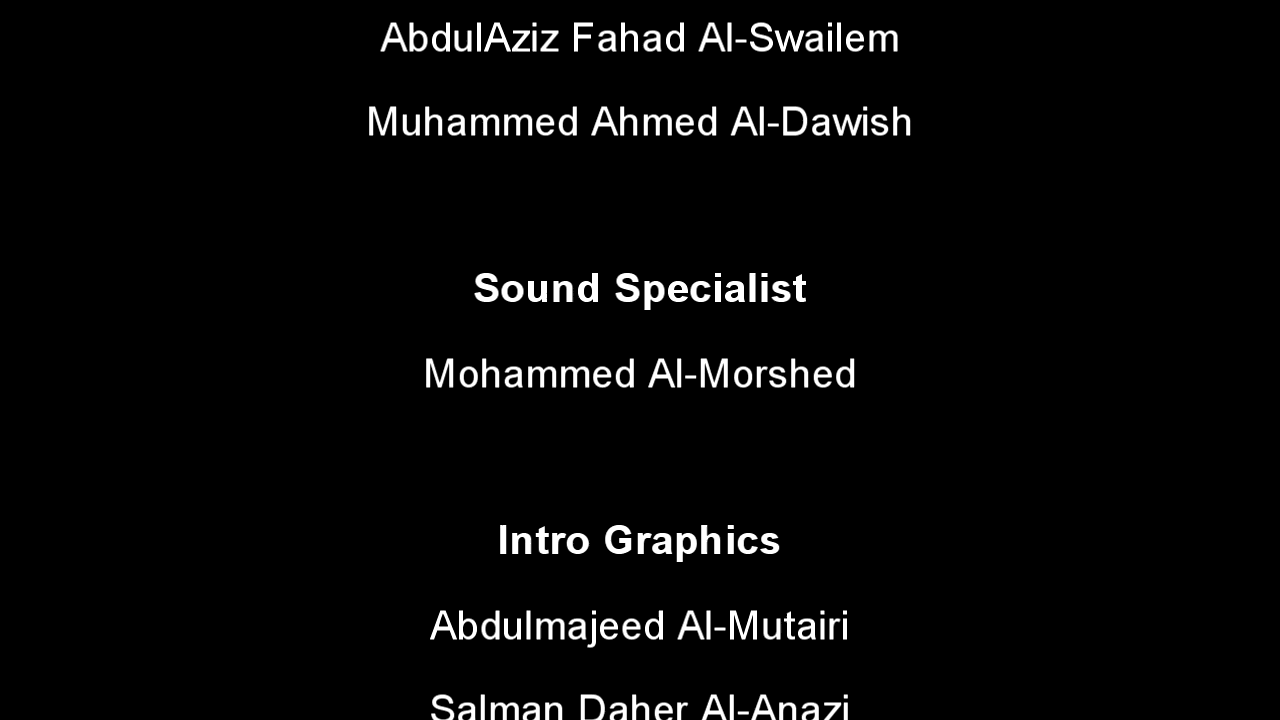 AbdulAziz Fahad Al-Swailem
Muhammed Ahmed Al-Dawish
Sound Specialist
Mohammed Al-Morshed
Intro Graphics
Abdulmajeed Al-Mutairi
Salman Daher Al-Anazi